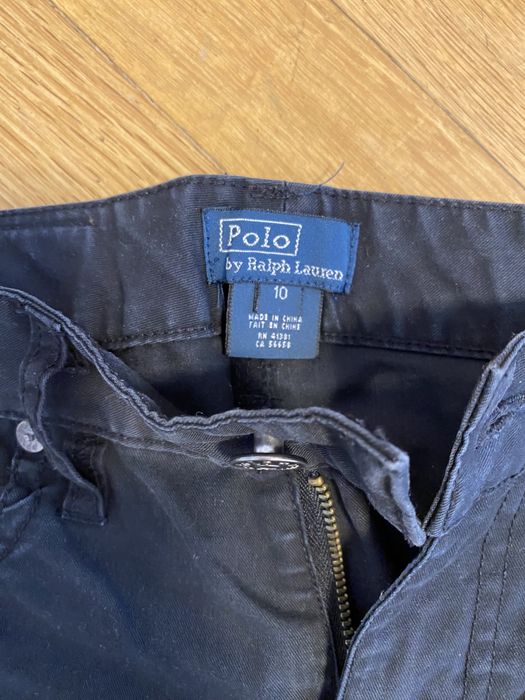 Polo
by Ralph Lauren
10
MADE IN CHINA
FAIT EN CHINE
RN 41381
CA 56658